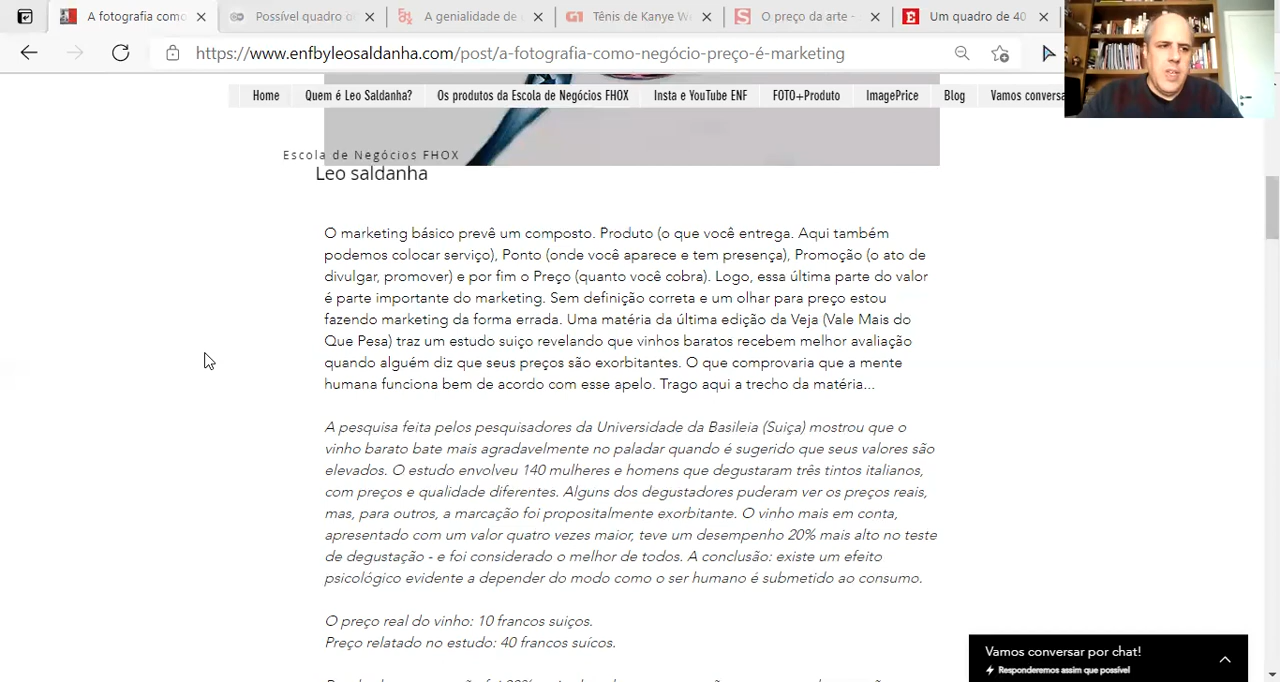 A fotografia como
Possível quadro
A genialidade de
Tênis de Kanye W
O preço da arte -
Um quadro de 40
https://www.enfbyleosaldanha.com/post/a-fotografia-como-negócio-preço-é-marketing
Home Quem é Leo Saldanha? Os produtos da Escola de Negócios FHOX Insta e YouTube ENF FOTO+Produto ImagePrice Blog Vamos conversa
Escola de Negócios FHOX
Leo saldanha
O marketing básico prevê um composto. Produto (o que você entrega. Aqui também
podemos colocar serviço), Ponto (onde você aparece e tem presença), Promoção (o ato de
divulgar, promover) e por fim o Preço (quanto você cobra). Logo, essa última parte do valor
é parte importante do marketing. Sem definição correta e um olhar para preço estou
fazendo marketing da forma errada. Uma matéria da última edição da Veja (Vale Mais do
Que Pesa) traz um estudo suiço revelando que vinhos baratos recebem melhor avaliação
quando alguém diz que seus preços são exorbitantes. O que comprovaria que a mente
humana funciona bem de acordo com esse apelo. Trago aqui a trecho da matéria...
A pesquisa feita pelos pesquisadores da Universidade da Basileia (Suiça) mostrou que o
vinho barato bate mais agradavelmente no paladar quando é sugerido que seus valores são
elevados. O estudo envolveu 140 mulheres e homens que degustaram três tintos italianos,
com preços e qualidade diferentes. Alguns dos degustadores puderam ver os preços reais,
mas, para outros, a marcação foi propositalmente exorbitante. O vinho mais em conta,
apresentado com um valor quatro vezes maior, teve um desempenho 20% mais alto no teste
de degustação - e foi considerado o melhor de todos. A conclusão: existe um efeito
psicológico evidente a depender do modo como o ser humano é submetido ao consumo.
O preço real do vinho: 10 francos suiços.
Preço relatado no estudo: 40 francos suícos.
Vamos conversar por chat!
Responderemos assim que possível